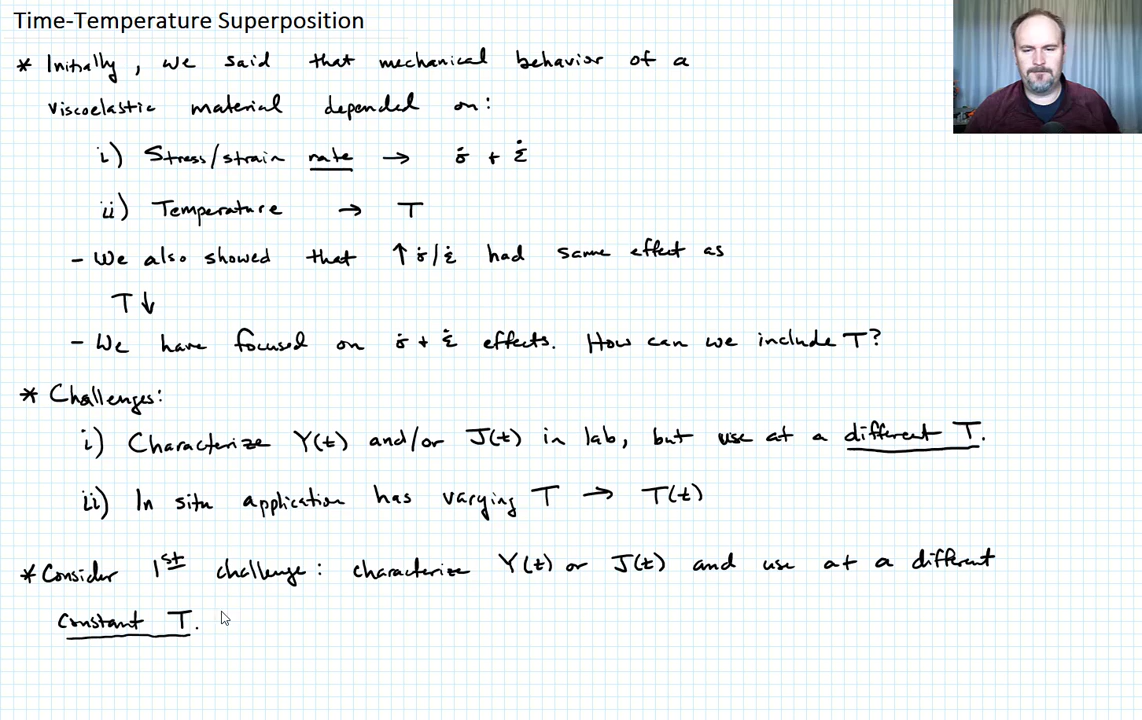 Time-Temperature Superposition
* Initially, we said that mechanical behavior of a
viscoelastic material depended on:
i) Stress/strain rate → σ̇ + ε̇
ii) Temperature → T
- We also showed that ↑ σ̇/ε̇ had same effect as
T↓
- We have focused on σ̇ + ε̇ effects. How can we include T?
* Challenges:
i) Characterize Y(t) and/or J(t) in lab, but use at a different T.
ii) In situ application has varying T → T(t)
* Consider 1st challenge: characterize Y(t) or J(t) and use at a different
constant T.